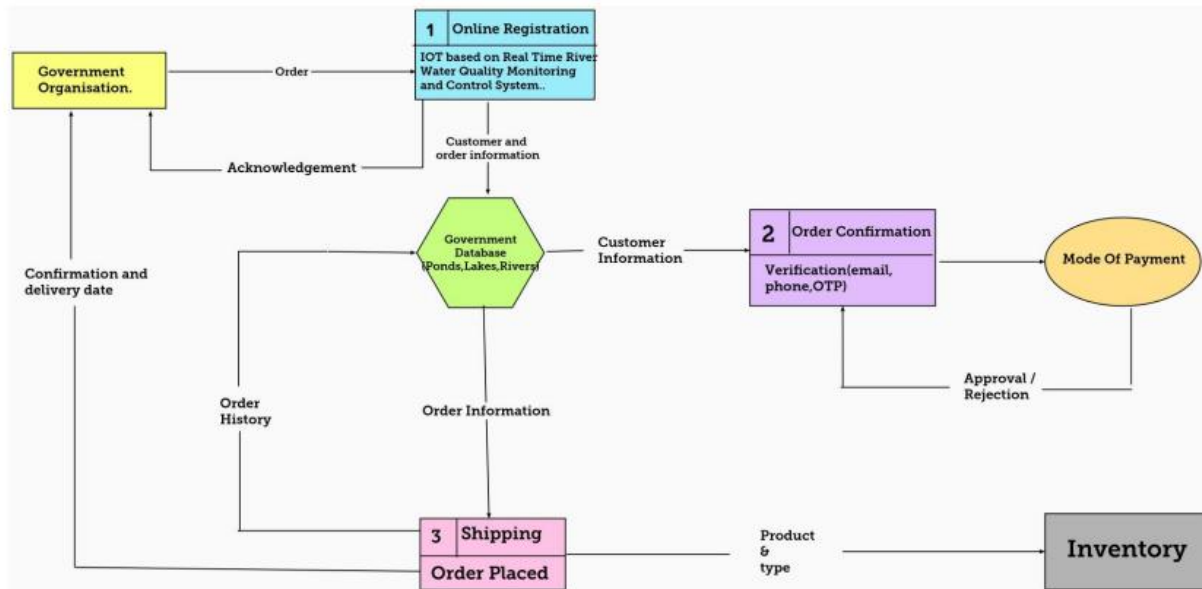 1 Online Registration
IOT based on Real Time River
Water Quality Monitoring
and Control System..
Government
Organisation.
Order
Customer and
order information
Acknowledgement
Government
Database
(Ponds,Lakes,Rivers)
Customer
Information
2 Order Confirmation
Verification(email,
phone,OTP)
Mode Of Payment
Confirmation and
delivery date
Approval /
Rejection
Order
History
Order Information
3 Shipping
Order Placed
Product
&
type
Inventory